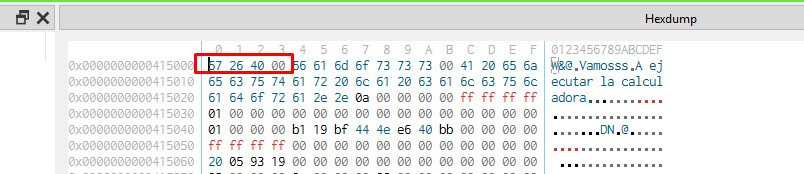 Hexdump
0 1 2 3 4 5 6 7 8 9 A B C D E F 0123456789ABCDEF
0x0000000000415000 57 26 40 00 56 61 6d 6f 73 73 73 00 41 20 65 6a W&@.Vamosss.A ej
0x0000000000415010 65 63 75 74 61 72 20 6c 61 20 63 61 6c 63 75 6c ecutar la calcul
0x0000000000415020 61 64 6f 72 61 2e 2e 0a 00 00 00 00 ff ff ff ff adora...........
0x0000000000415030 01 00 00 00 00 00 00 00 00 00 00 00 00 00 00 00 ................
0x0000000000415040 01 00 00 00 b1 19 bf 44 4e e6 40 bb 00 00 00 00 .......DN.@.....
0x0000000000415050 ff ff ff ff 00 00 00 00 00 00 00 00 00 00 00 00 ................
0x0000000000415060 20 05 93 19 00 00 00 00 00 00 00 00 00 00 00 00 ...............